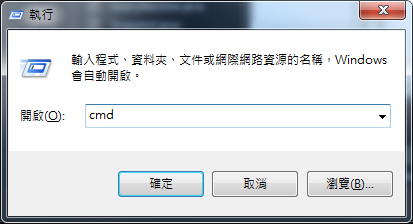 執行
輸入程式、資料夾、文件或網際網路資源的名稱，Windows
會自動開啟。
開啟(O): cmd
確定 取消 瀏覽(B)...